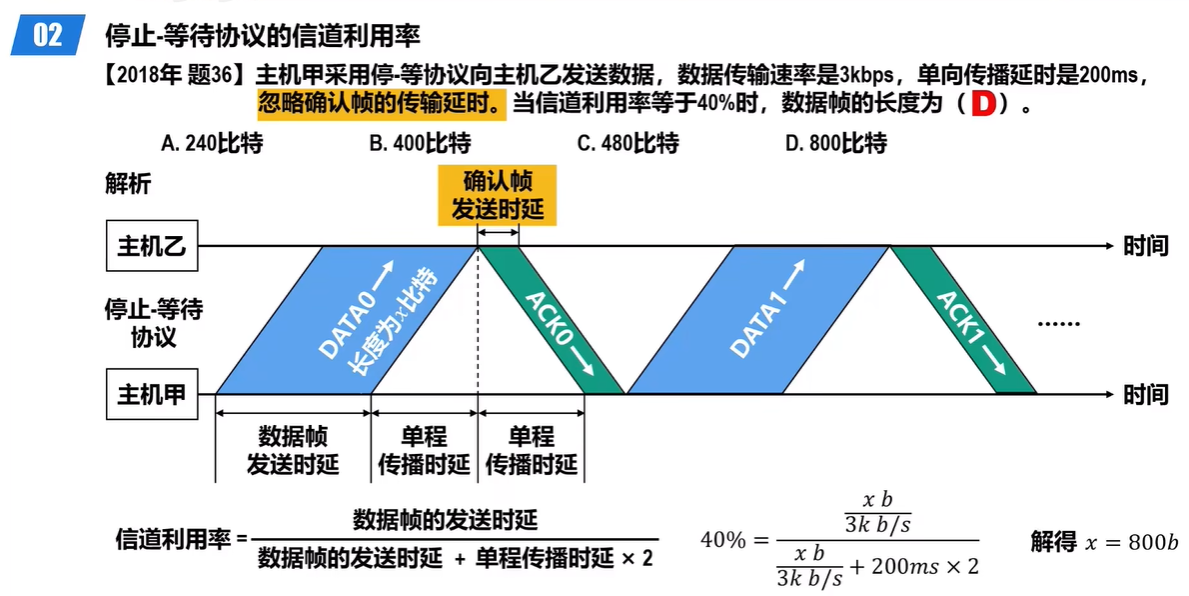 02
停止-等待协议的信道利用率
【2018年 题36】主机甲采用停-等协议向主机乙发送数据，数据传输速率是3kbps，单向传播延时是200ms，
忽略确认帧的传输延时。当信道利用率等于40%时，数据帧的长度为（D）。
A. 240比特 B. 400比特 C. 480比特 D. 800比特
解析
确认帧
发送时延
主机乙
时间
DATA0
长度为x比特
ACK0
DATA1
ACK1
停止-等待
协议
......
主机甲
时间
数据帧
发送时延
单程
传播时延
单程
传播时延
信道利用率 =
数据帧的发送时延
数据帧的发送时延 + 单程传播时延 × 2
40% =
x b
3k b/s
x b
3k b/s
+ 200ms × 2
解得 x = 800b